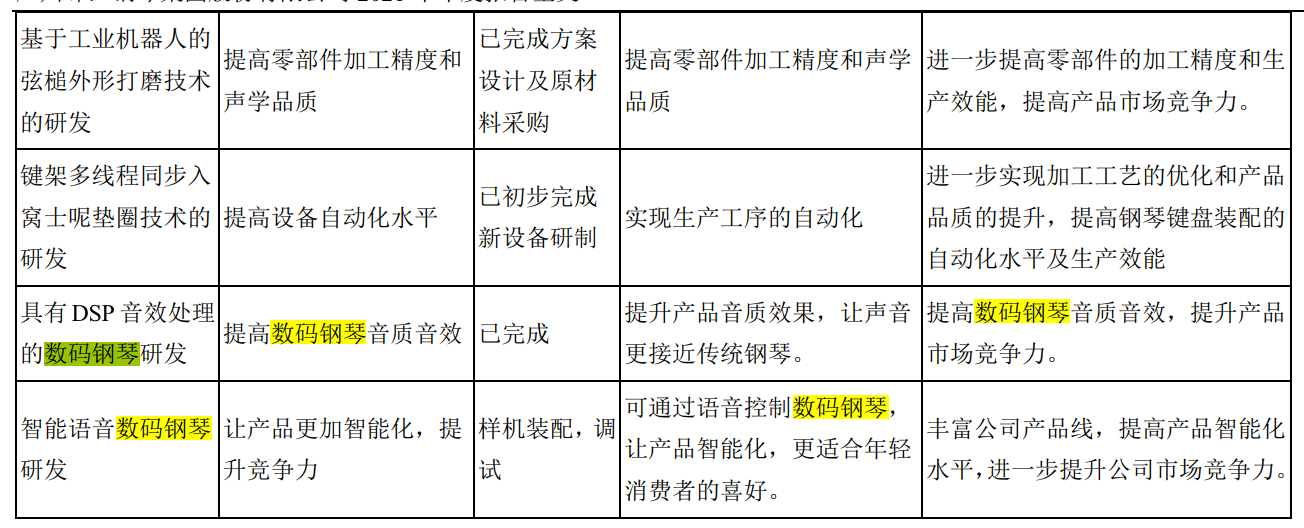 基于工业机器人的
弦槌外形打磨技术
的研发
提高零部件加工精度和
声学品质
已完成方案
设计及原材
料采购
提高零部件加工精度和声学
品质
进一步提高零部件的加工精度和生
产效能，提高产品市场竞争力。
键架多线程同步入
窝士呢垫圈技术的
研发
提高设备自动化水平
已初步完成
新设备研制
实现生产工序的自动化
进一步实现加工工艺的优化和产品
品质的提升，提高钢琴键盘装配的
自动化水平及生产效能
具有 DSP 音效处理
的数码钢琴研发
提高数码钢琴音质音效
已完成
提升产品音质效果，让声音
更接近传统钢琴。
提高数码钢琴音质音效，提升产品
市场竞争力。
智能语音数码钢琴
研发
让产品更加智能化，提
升竞争力
样机装配，调
试
可通过语音控制数码钢琴，
让产品智能化，更适合年轻
消费者的喜好。
丰富公司产品线，提高产品智能化
水平，进一步提升公司市场竞争力。